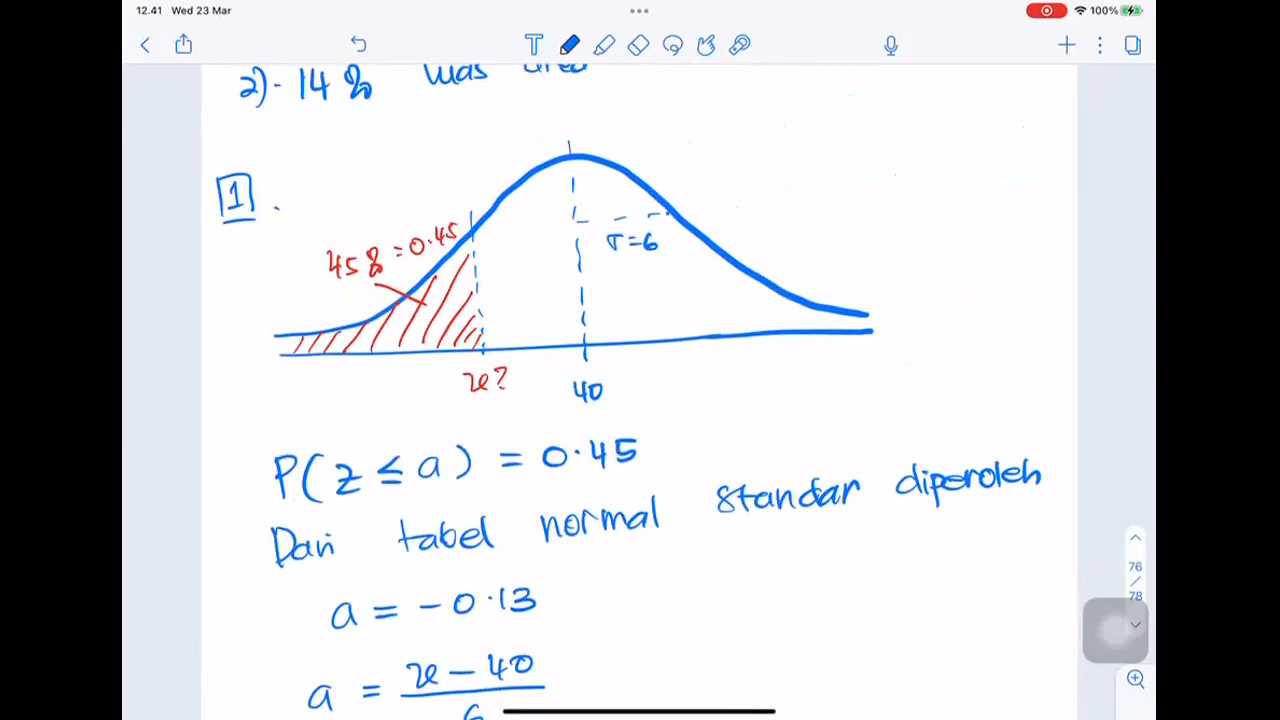 12.41 Wed 23 Mar
100%
T
2). 14 %
1
45 % = 0.45
σ = 6
x?
40
P( z ≤ a ) = 0.45
Dari tabel normal standar diperoleh
a = - 0.13
a = x - 40
6
76
/
78